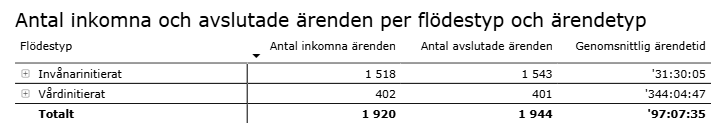 Antal inkomna och avslutade ärenden per flödestyp och ärendetyp
Flödestyp Antal inkomna ärenden Antal avslutade ärenden Genomsnittlig ärendetid
Invånarinitierat 1 518 1 543 '31:30:05
Vårdinitierat 402 401 '344:04:47
Totalt 1 920 1 944 '97:07:35